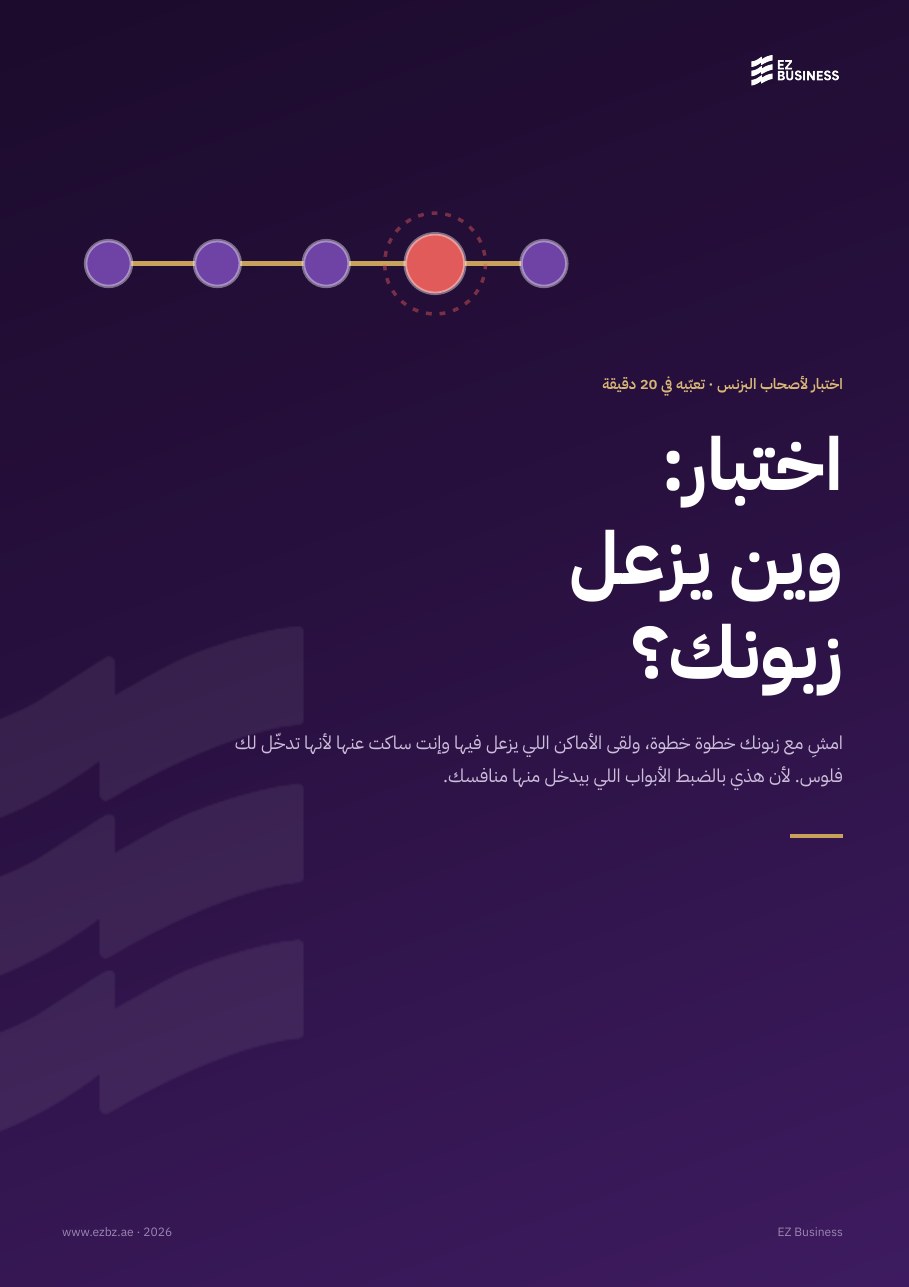 EZ
BUSINESS
اختبار لأصحاب البزنس · تعبّيه في 20 دقيقة
اختبار:
وين يزعل
زبونك؟
امشِ مع زبونك خطوة خطوة، ولقى الأماكن اللي يزعل فيها وإنت ساكت عنها لأنها تدخّل لك
فلوس. لأن هذي بالضبط الأبواب اللي بيدخل منها منافسك.
EZ Business
www.ezbz.ae · 2026